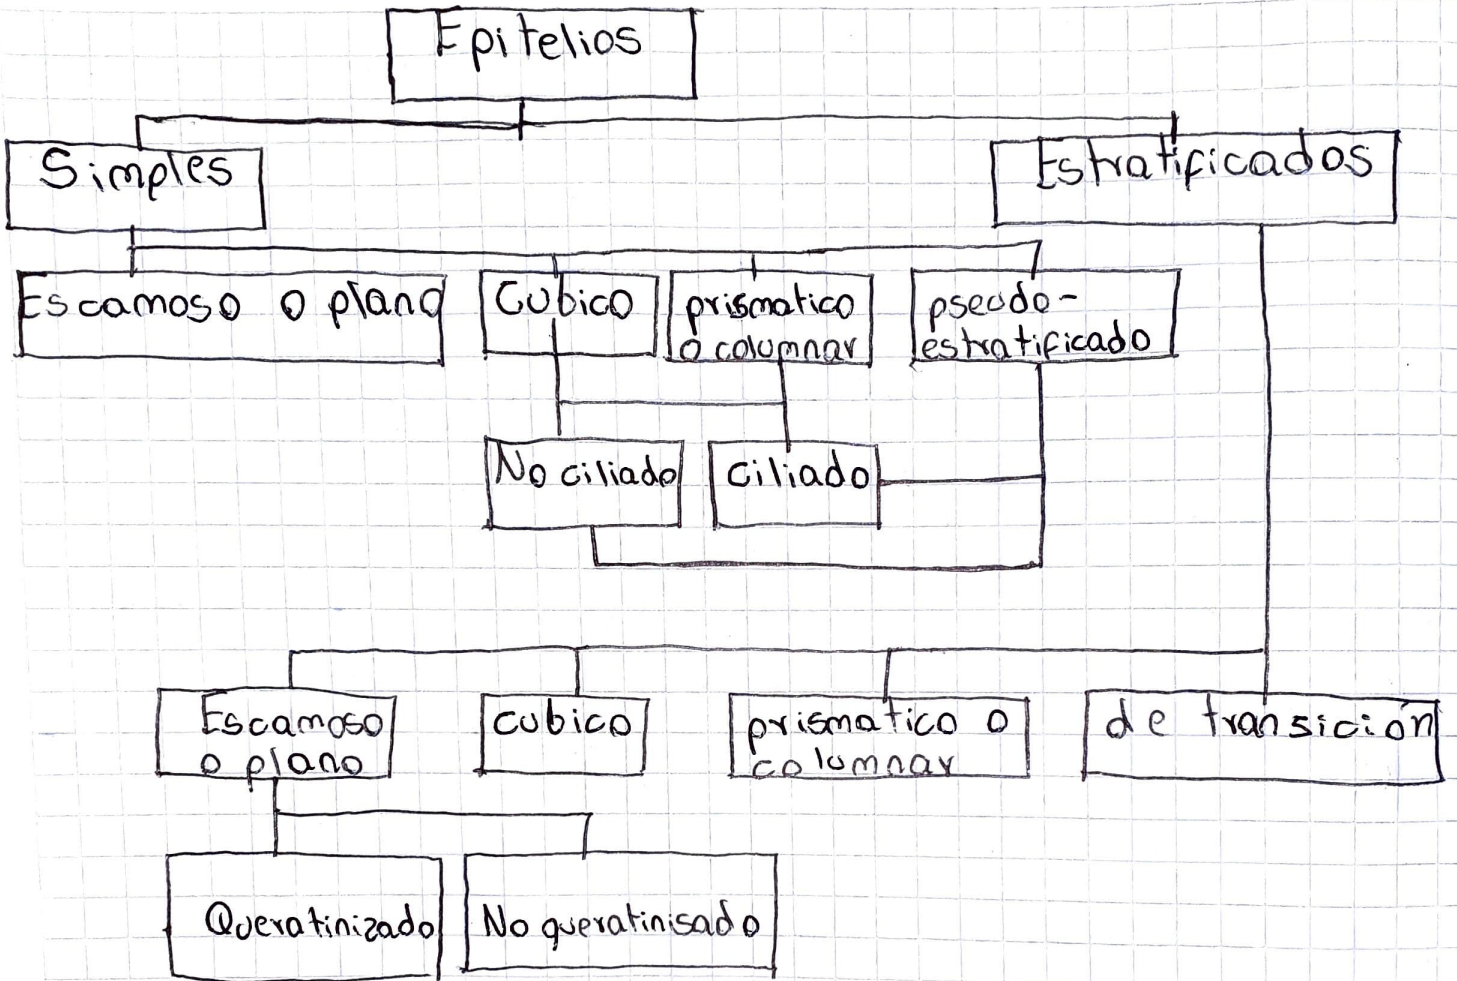 Epitelios
Simples
Estratificados
Escamoso o plano
Cubico
prismatico
o columnar
pseudo-
estratificado
No ciliado
ciliado
Escamoso
o plano
cubico
prismatico o
columnar
de transición
Queratinizado
No queratinisado